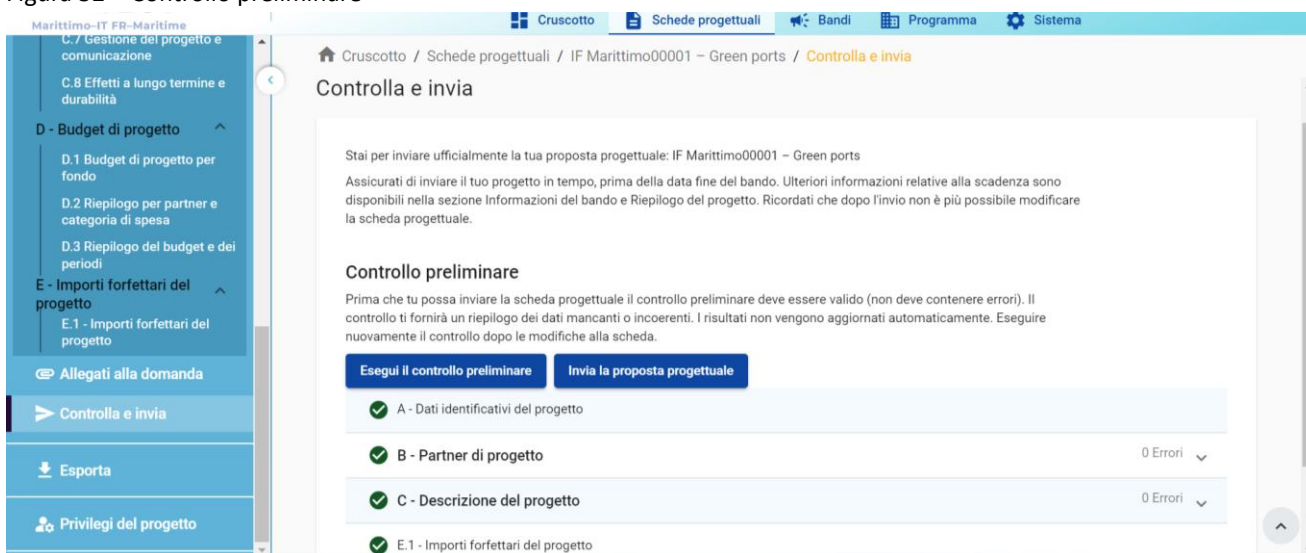 Marittimo-IT FR-Maritime
Cruscotto
Schede progettuali
Bandi
Programma
Sistema
C.7 Gestione del progetto e
comunicazione
C.8 Effetti a lungo termine e
durabilità
D - Budget di progetto
D.1 Budget di progetto per
fondo
D.2 Riepilogo per partner e
categoria di spesa
D.3 Riepilogo del budget e dei
periodi
E - Importi forfettari del
progetto
E.1 - Importi forfettari del
progetto
Allegati alla domanda
Controlla e invia
Esporta
Privilegi del progetto
Cruscotto / Schede progettuali / IF Marittimo00001 – Green ports / Controlla e invia
Controlla e invia
Stai per inviare ufficialmente la tua proposta progettuale: IF Marittimo00001 – Green ports
Assicurati di inviare il tuo progetto in tempo, prima della data fine del bando. Ulteriori informazioni relative alla scadenza sono
disponibili nella sezione Informazioni del bando e Riepilogo del progetto. Ricordati che dopo l'invio non è più possibile modificare
la scheda progettuale.
Controllo preliminare
Prima che tu possa inviare la scheda progettuale il controllo preliminare deve essere valido (non deve contenere errori). Il
controllo ti fornirà un riepilogo dei dati mancanti o incoerenti. I risultati non vengono aggiornati automaticamente. Eseguire
nuovamente il controllo dopo le modifiche alla scheda.
Esegui il controllo preliminare
Invia la proposta progettuale
A - Dati identificativi del progetto
B - Partner di progetto
0 Errori
C - Descrizione del progetto
0 Errori
E.1 - Importi forfettari del progetto